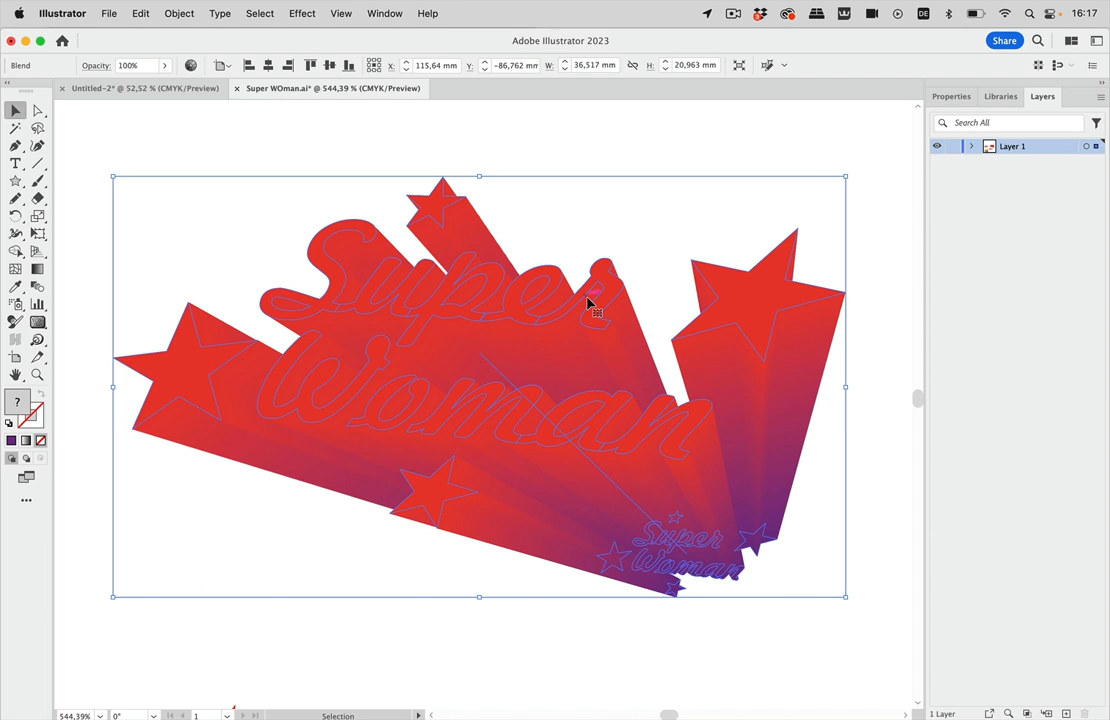 Illustrator File Edit Object Type Select Effect View Window Help DE 16:17
Adobe Illustrator 2023 Share
Blend Opacity: 100% X: 115,64 mm Y: −86,762 mm W: 36,517 mm H: 20,963 mm
Untitled-2* @ 52,52 % (CMYK/Preview) Super WOman.ai* @ 544,39 % (CMYK/Preview)
Properties Libraries Layers
Search All
Layer 1
Super
Woman
Super
Woman
?
544,39% 0° 1 Selection 1 Layer